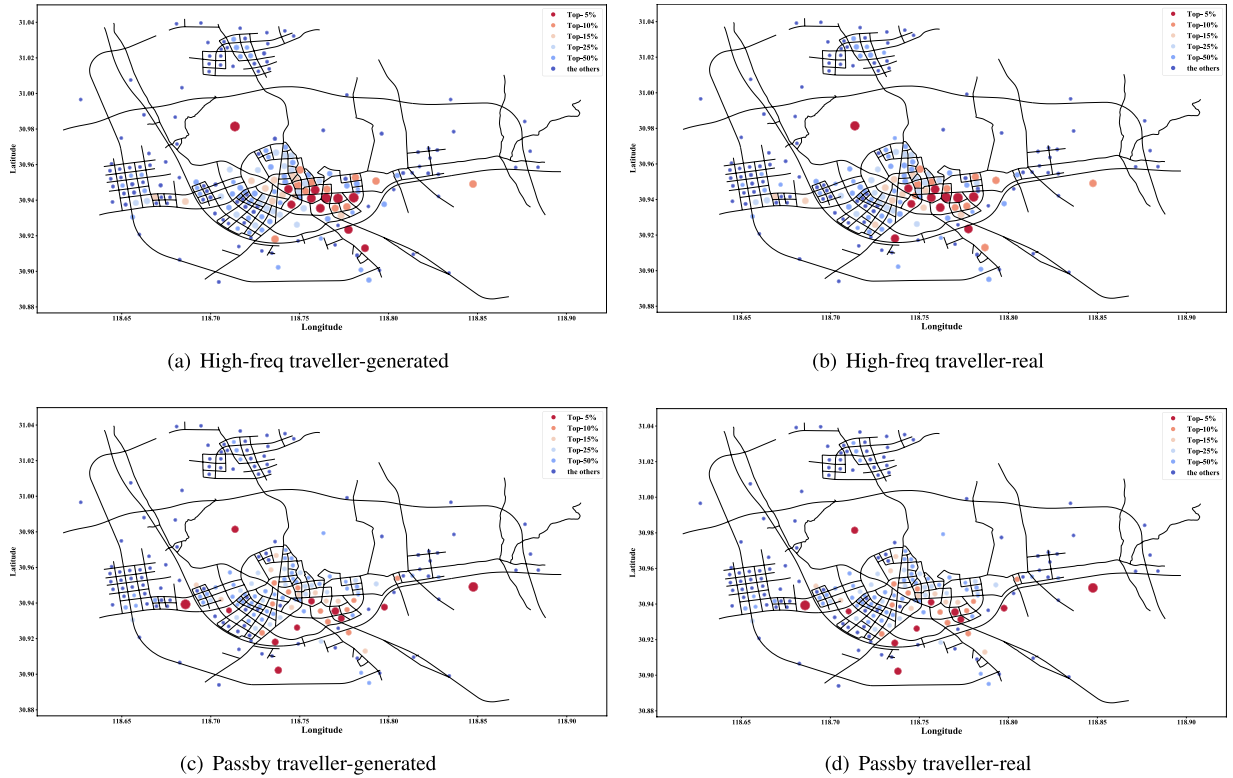 31.04
31.02
31.00
30.98
30.96
30.94
30.92
30.90
30.88
Latitude
118.65 118.70 118.75 118.80 118.85 118.90
Longitude
Top- 5%
Top-10%
Top-15%
Top-25%
Top-50%
the others
(a) High-freq traveller-generated
31.04
31.02
31.00
30.98
30.96
30.94
30.92
30.90
30.88
Latitude
118.65 118.70 118.75 118.80 118.85 118.90
Longitude
Top- 5%
Top-10%
Top-15%
Top-25%
Top-50%
the others
(b) High-freq traveller-real
31.04
31.02
31.00
30.98
30.96
30.94
30.92
30.90
30.88
Latitude
118.65 118.70 118.75 118.80 118.85 118.90
Longitude
Top- 5%
Top-10%
Top-15%
Top-25%
Top-50%
the others
(c) Passby traveller-generated
31.04
31.02
31.00
30.98
30.96
30.94
30.92
30.90
30.88
Latitude
118.65 118.70 118.75 118.80 118.85 118.90
Longitude
Top- 5%
Top-10%
Top-15%
Top-25%
Top-50%
the others
(d) Passby traveller-real